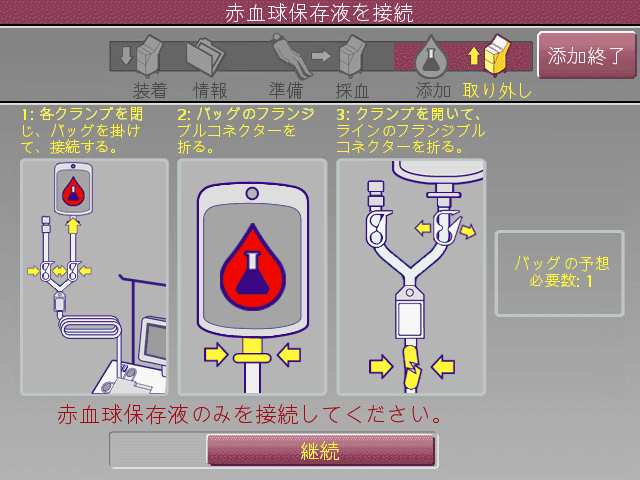 赤血球保存液を接続
装着
情報
準備
採血
添加
取り外し
添加終了
1: 各クランプを閉
じ、バッグを掛け
て、接続する。
2: バッグのフランジ
ブルコネクターを
折る。
3: クランプを開いて、
ラインのフランジブル
コネクターを折る。
バッグの予想
必要数: 1
赤血球保存液のみを接続してください。
継続